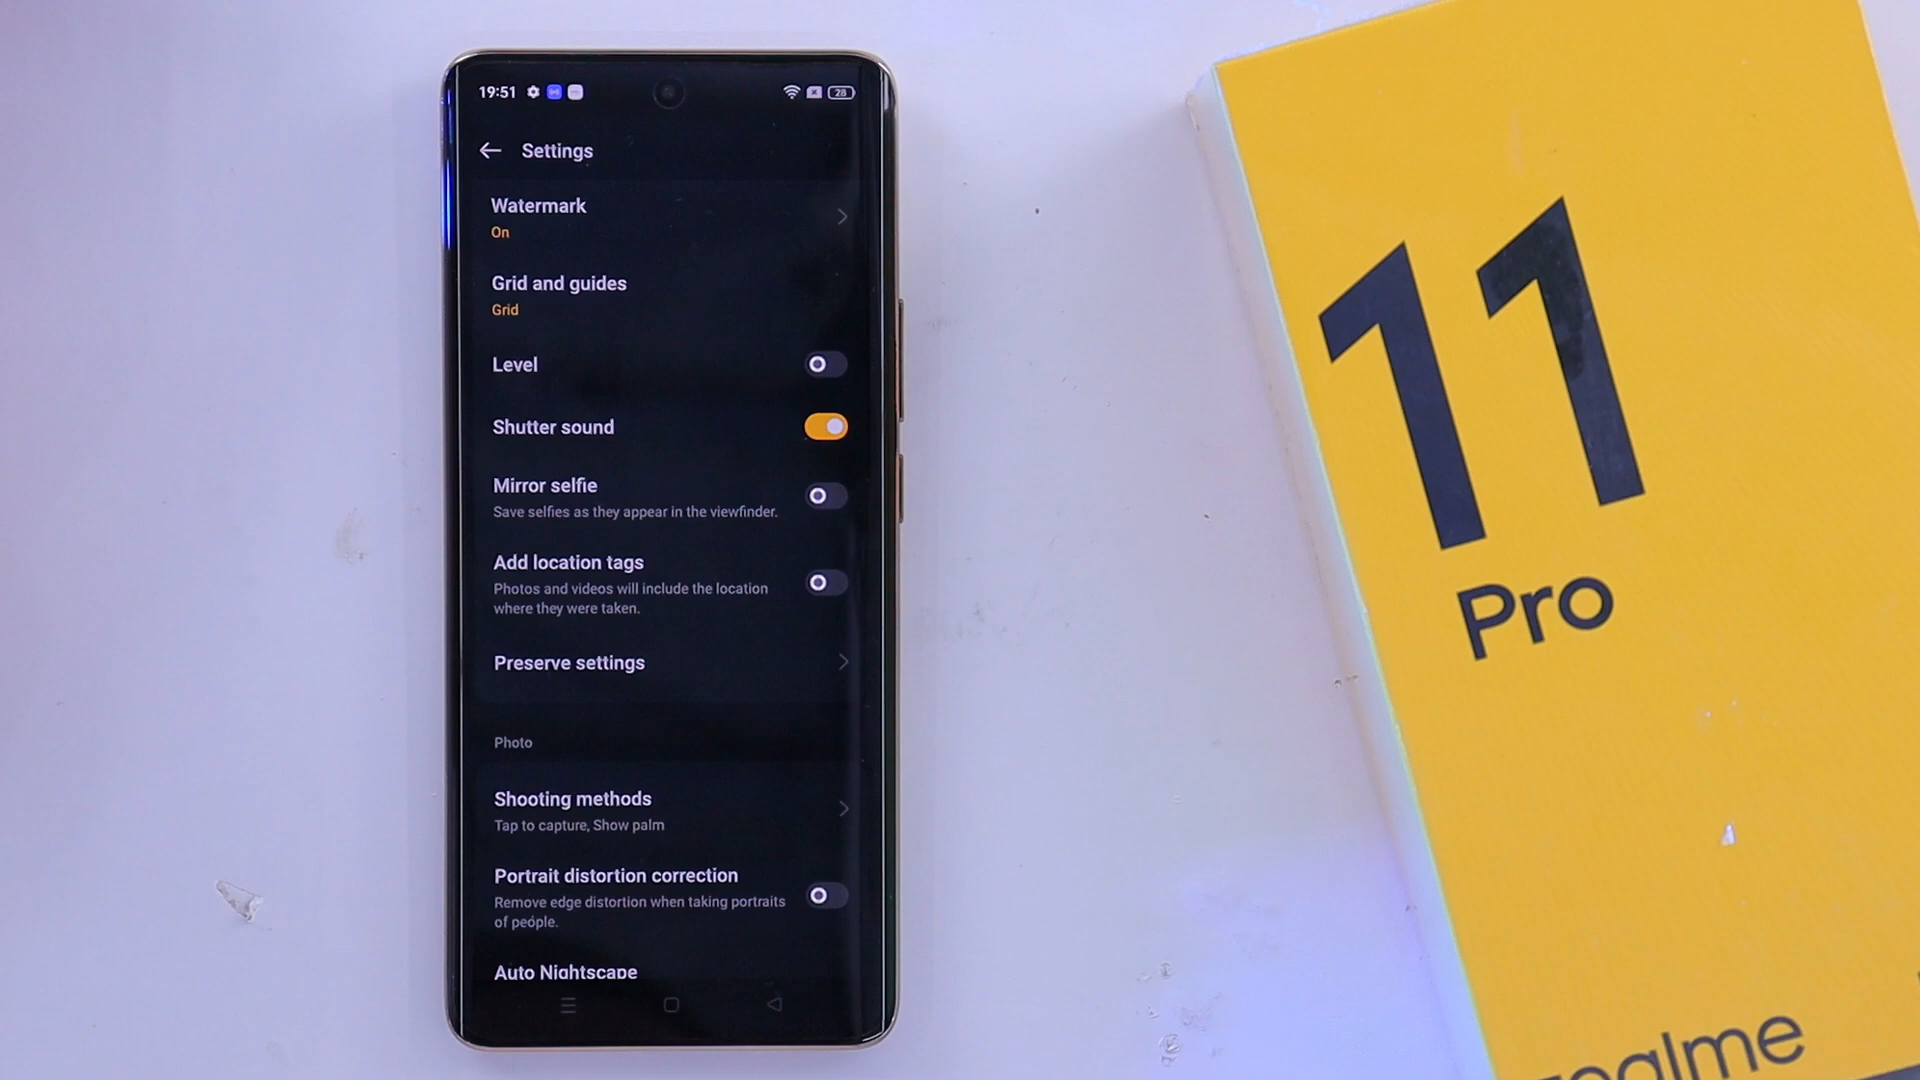 19:51
28
Settings
Watermark
On
Grid and guides
Grid
Level
Shutter sound
Mirror selfie
Save selfies as they appear in the viewfinder.
Add location tags
Photos and videos will include the location
where they were taken.
Preserve settings
Photo
Shooting methods
Tap to capture, Show palm
Portrait distortion correction
Remove edge distortion when taking portraits
of people.
Auto Nightscape
11
Pro
realme